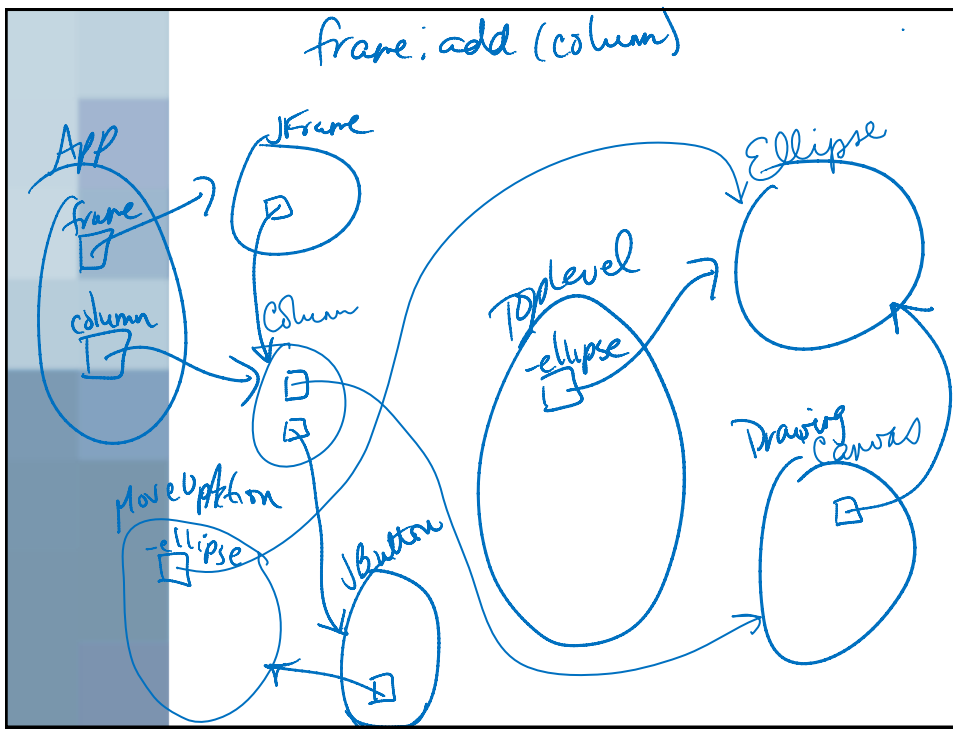 frame.add (column)
App
JFrame
Ellipse
frame
TopLevel
column
Column
-ellipse
Drawing
Canvas
MoveUpAction
-ellipse
JButton